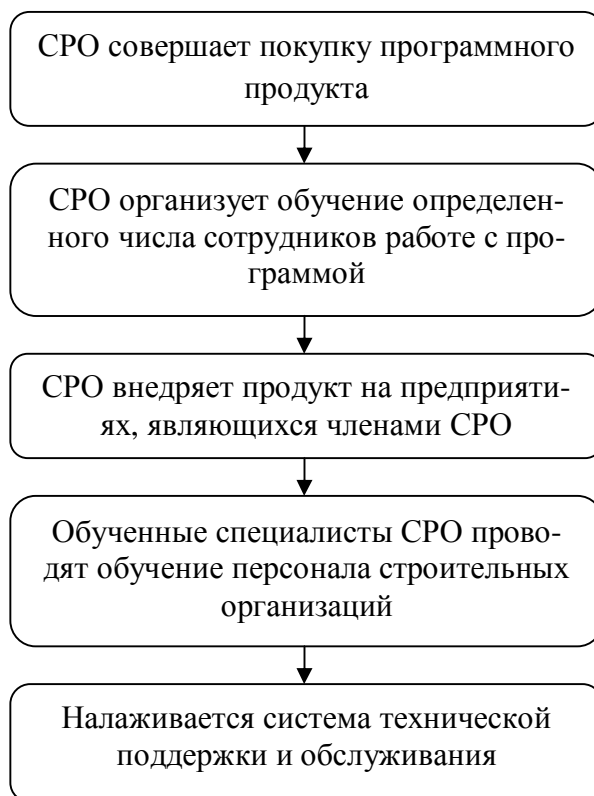 СРО совершает покупку программного
продукта
СРО организует обучение определен-
ного числа сотрудников работе с про-
граммой
СРО внедряет продукт на предприяти-
ях, являющихся членами СРО
Обученные специалисты СРО прово-
дят обучение персонала строительных
организаций
Налаживается система технической
поддержки и обслуживания